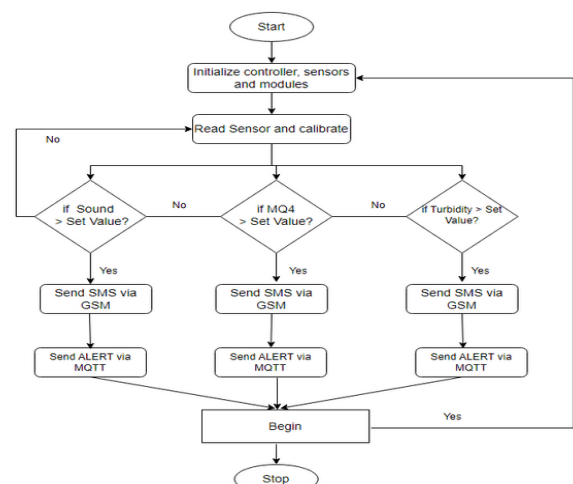 Start
Initialize controller, sensors
and modules
Read Sensor and calibrate
No
if Sound
> Set Value?
No
if MQ4
> Set Value?
No
if Turbidity > Set
Value?
Yes
Yes
Yes
Send SMS via
GSM
Send SMS via
GSM
Send SMS via
GSM
Send ALERT via
MQTT
Send ALERT via
MQTT
Send ALERT via
MQTT
Begin
Yes
Stop